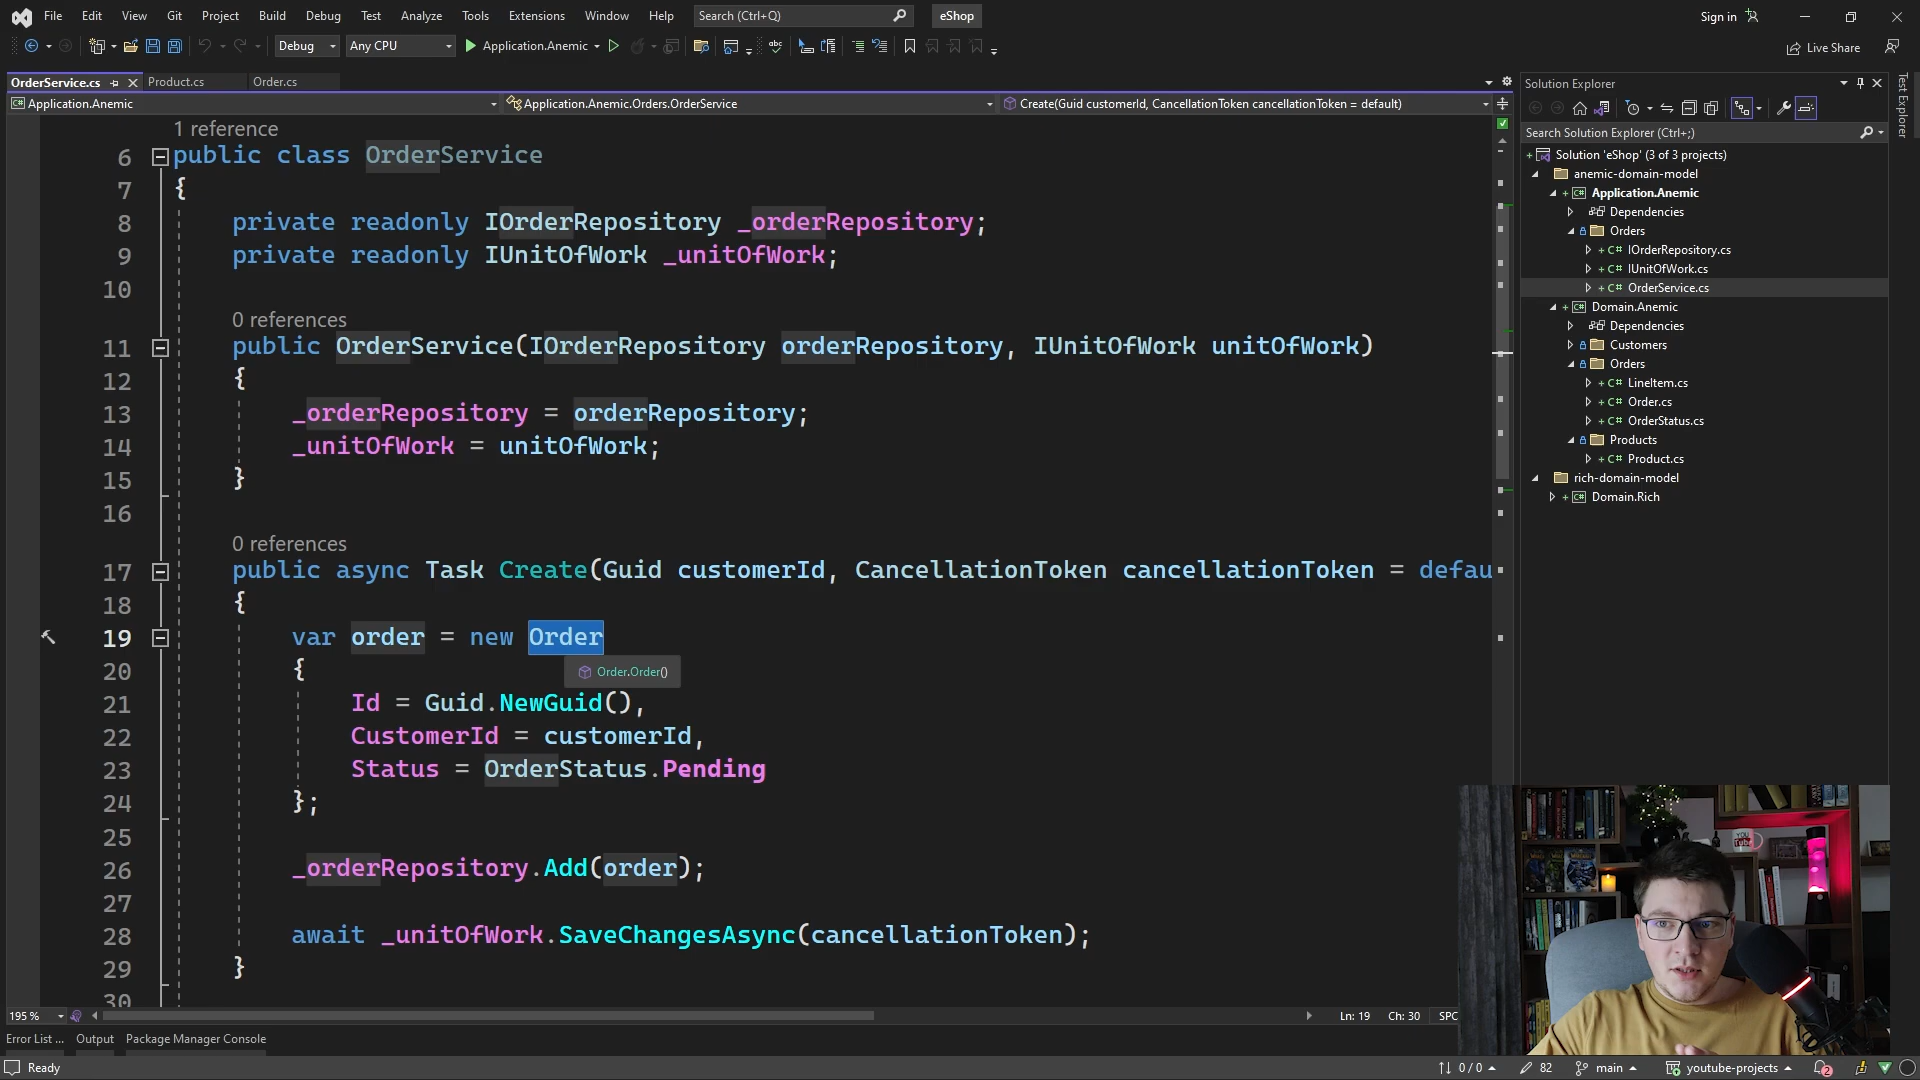 File Edit View Git Project Build Debug Test Analyze Tools Extensions Window Help Search (Ctrl+Q) eShop Sign in
Debug Any CPU Application.Anemic Live Share
OrderService.cs Product.cs Order.cs
Application.Anemic Application.Anemic.Orders.OrderService Create(Guid customerId, CancellationToken cancellationToken = default)
1 reference
6 public class OrderService
7 {
8 private readonly IOrderRepository _orderRepository;
9 private readonly IUnitOfWork _unitOfWork;
10
0 references
11 public OrderService(IOrderRepository orderRepository, IUnitOfWork unitOfWork)
12 {
13 _orderRepository = orderRepository;
14 _unitOfWork = unitOfWork;
15 }
16
0 references
17 public async Task Create(Guid customerId, CancellationToken cancellationToken = defau
18 {
19 var order = new Order
20 {
Order.Order()
21 Id = Guid.NewGuid(),
22 CustomerId = customerId,
23 Status = OrderStatus.Pending
24 };
25
26 _orderRepository.Add(order);
27
28 await _unitOfWork.SaveChangesAsync(cancellationToken);
29 }
30
195 % Ln: 19 Ch: 30 SPC
Error List ... Output Package Manager Console
Ready 0 / 0 82 main youtube-projects 2
Solution Explorer
Search Solution Explorer (Ctrl+;)
Solution 'eShop' (3 of 3 projects)
anemic-domain-model
Application.Anemic
Dependencies
Orders
IOrderRepository.cs
IUnitOfWork.cs
OrderService.cs
Domain.Anemic
Dependencies
Customers
Orders
LineItem.cs
Order.cs
OrderStatus.cs
Products
Product.cs
rich-domain-model
Domain.Rich
Test Explorer
YOU
Tube